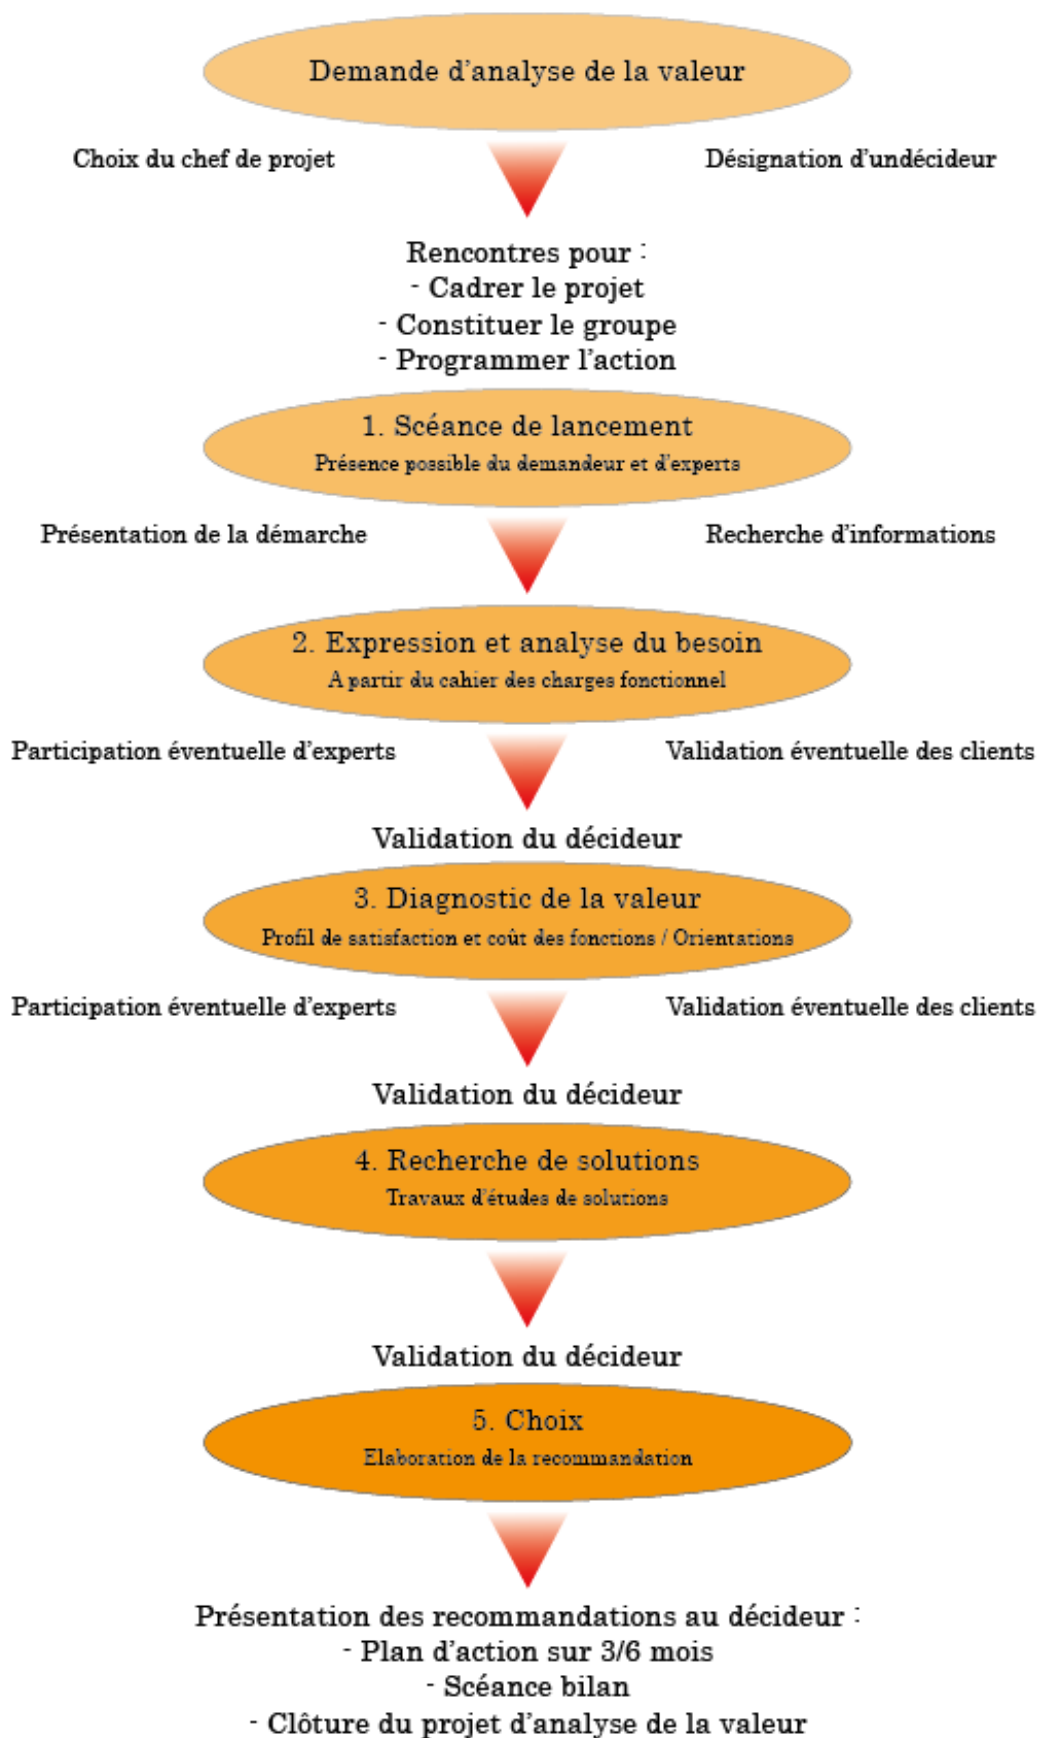 Demande d'analyse de la valeur
Choix du chef de projet
Désignation d'undécideur
Rencontres pour :
- Cadrer le projet
- Constituer le groupe
- Programmer l'action
1. Scéance de lancement
Présence possible du demandeur et d'experts
Présentation de la démarche
Recherche d'informations
2. Expression et analyse du besoin
A partir du cahier des charges fonctionnel
Participation éventuelle d'experts
Validation éventuelle des clients
Validation du décideur
3. Diagnostic de la valeur
Profil de satisfaction et coût des fonctions / Orientations
Participation éventuelle d'experts
Validation éventuelle des clients
Validation du décideur
4. Recherche de solutions
Travaux d'études de solutions
Validation du décideur
5. Choix
Elaboration de la recommandation
Présentation des recommandations au décideur :
- Plan d'action sur 3/6 mois
- Scéance bilan
- Clôture du projet d'analyse de la valeur